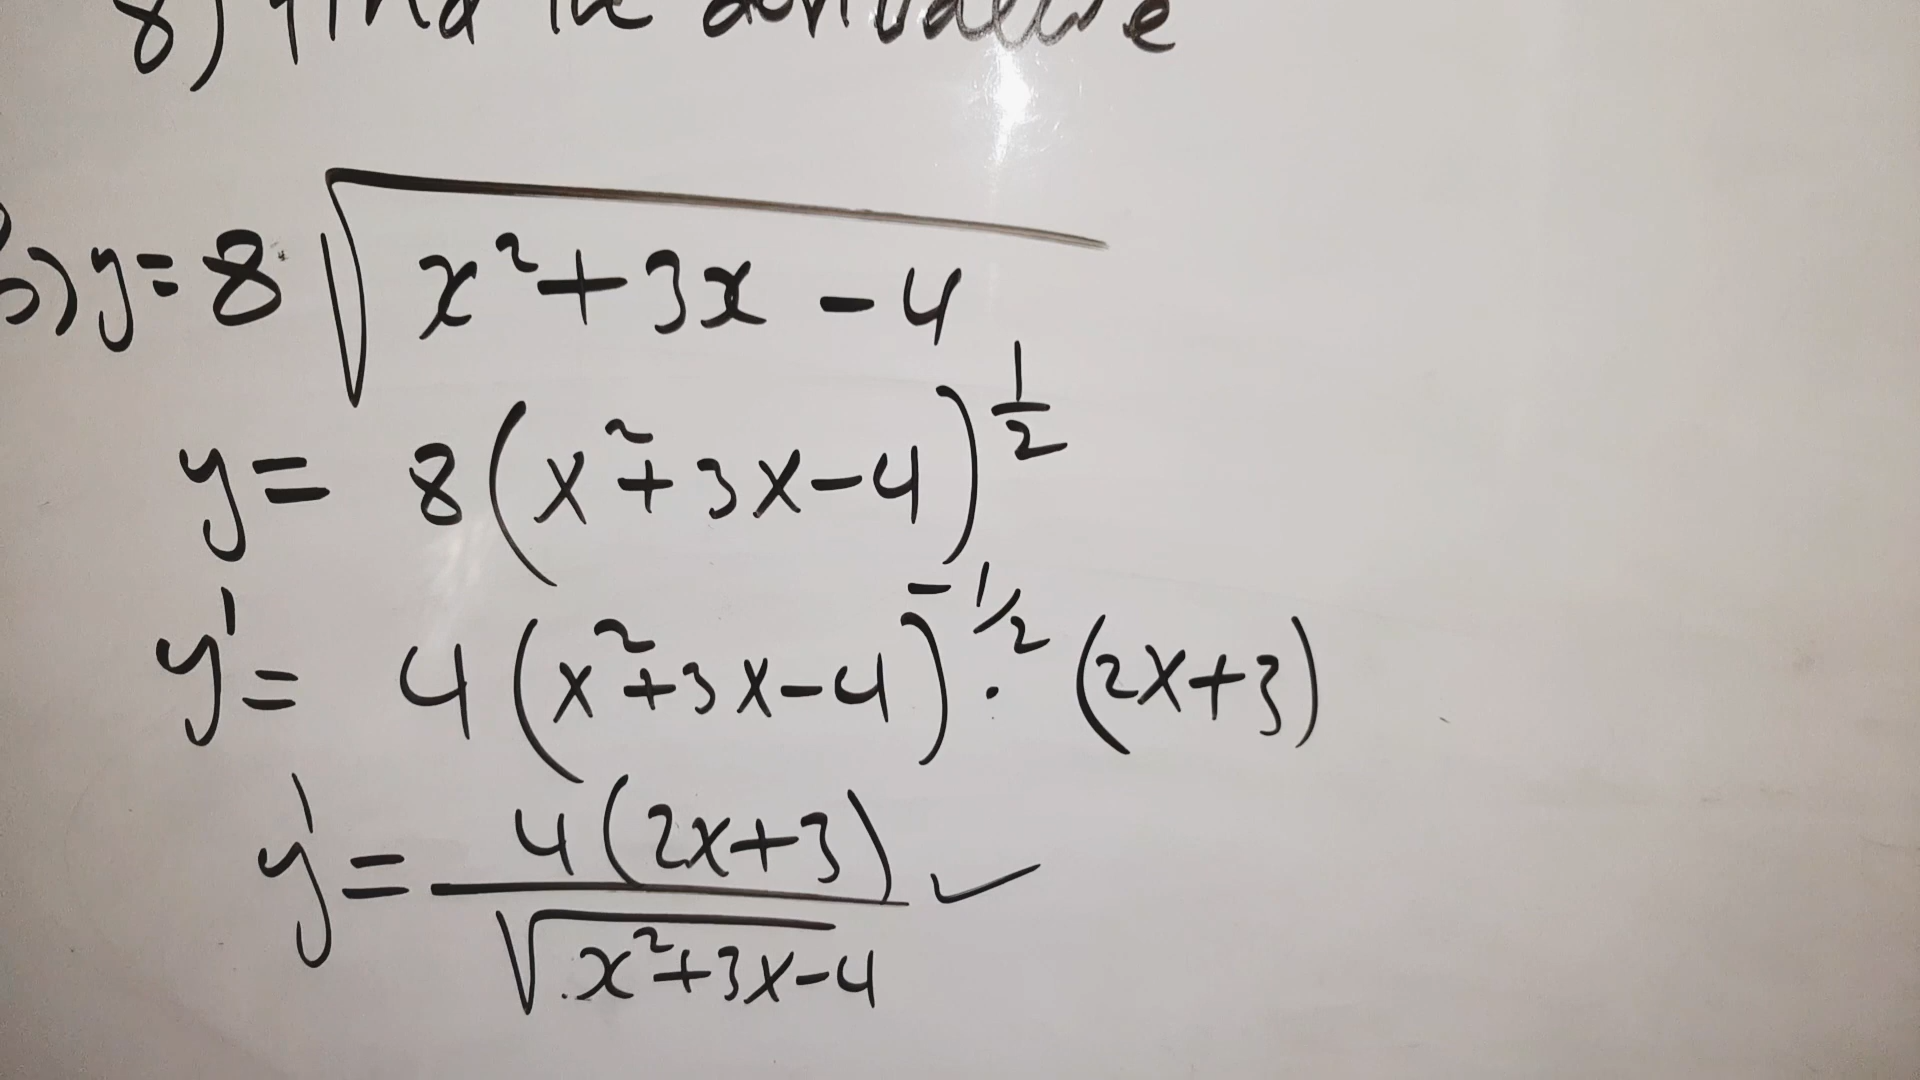 8) find the derivative
b) y = 8√(x² + 3x - 4)
y = 8(x² + 3x - 4)^(1/2)
y' = 4(x² + 3x - 4)^(-1/2) · (2x + 3)
y' = 4(2x + 3) / √(x² + 3x - 4) ✓